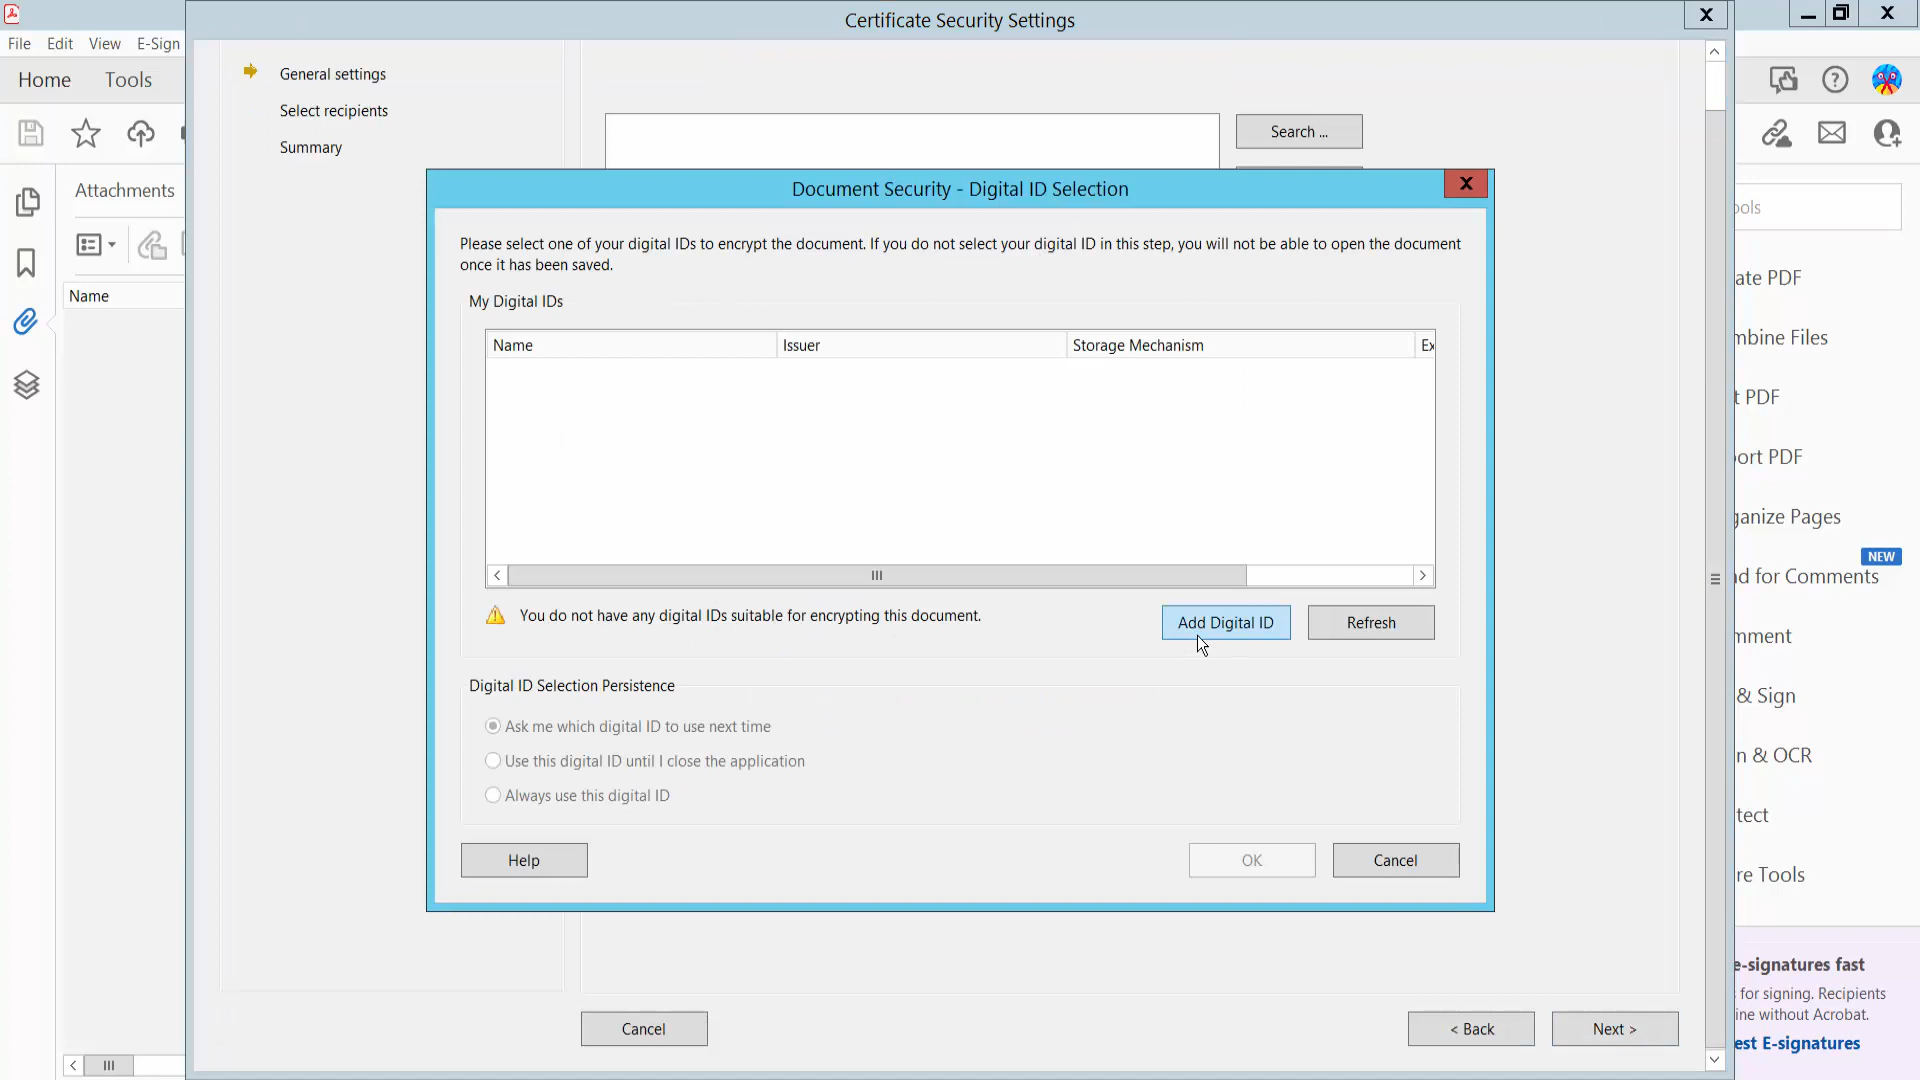 Certificate Security Settings
File Edit View E-Sign
Home Tools
General settings
Select recipients
Summary
Search ...
Attachments
Name
Document Security - Digital ID Selection
Please select one of your digital IDs to encrypt the document. If you do not select your digital ID in this step, you will not be able to open the document
once it has been saved.
My Digital IDs
Name Issuer Storage Mechanism Ex
You do not have any digital IDs suitable for encrypting this document.
Add Digital ID Refresh
Digital ID Selection Persistence
Ask me which digital ID to use next time
Use this digital ID until I close the application
Always use this digital ID
Help OK Cancel
Cancel < Back Next >
ools
ate PDF
mbine Files
t PDF
ort PDF
ganize Pages
NEW
d for Comments
mment
& Sign
n & OCR
tect
re Tools
e-signatures fast
for signing. Recipients
ine without Acrobat.
est E-signatures